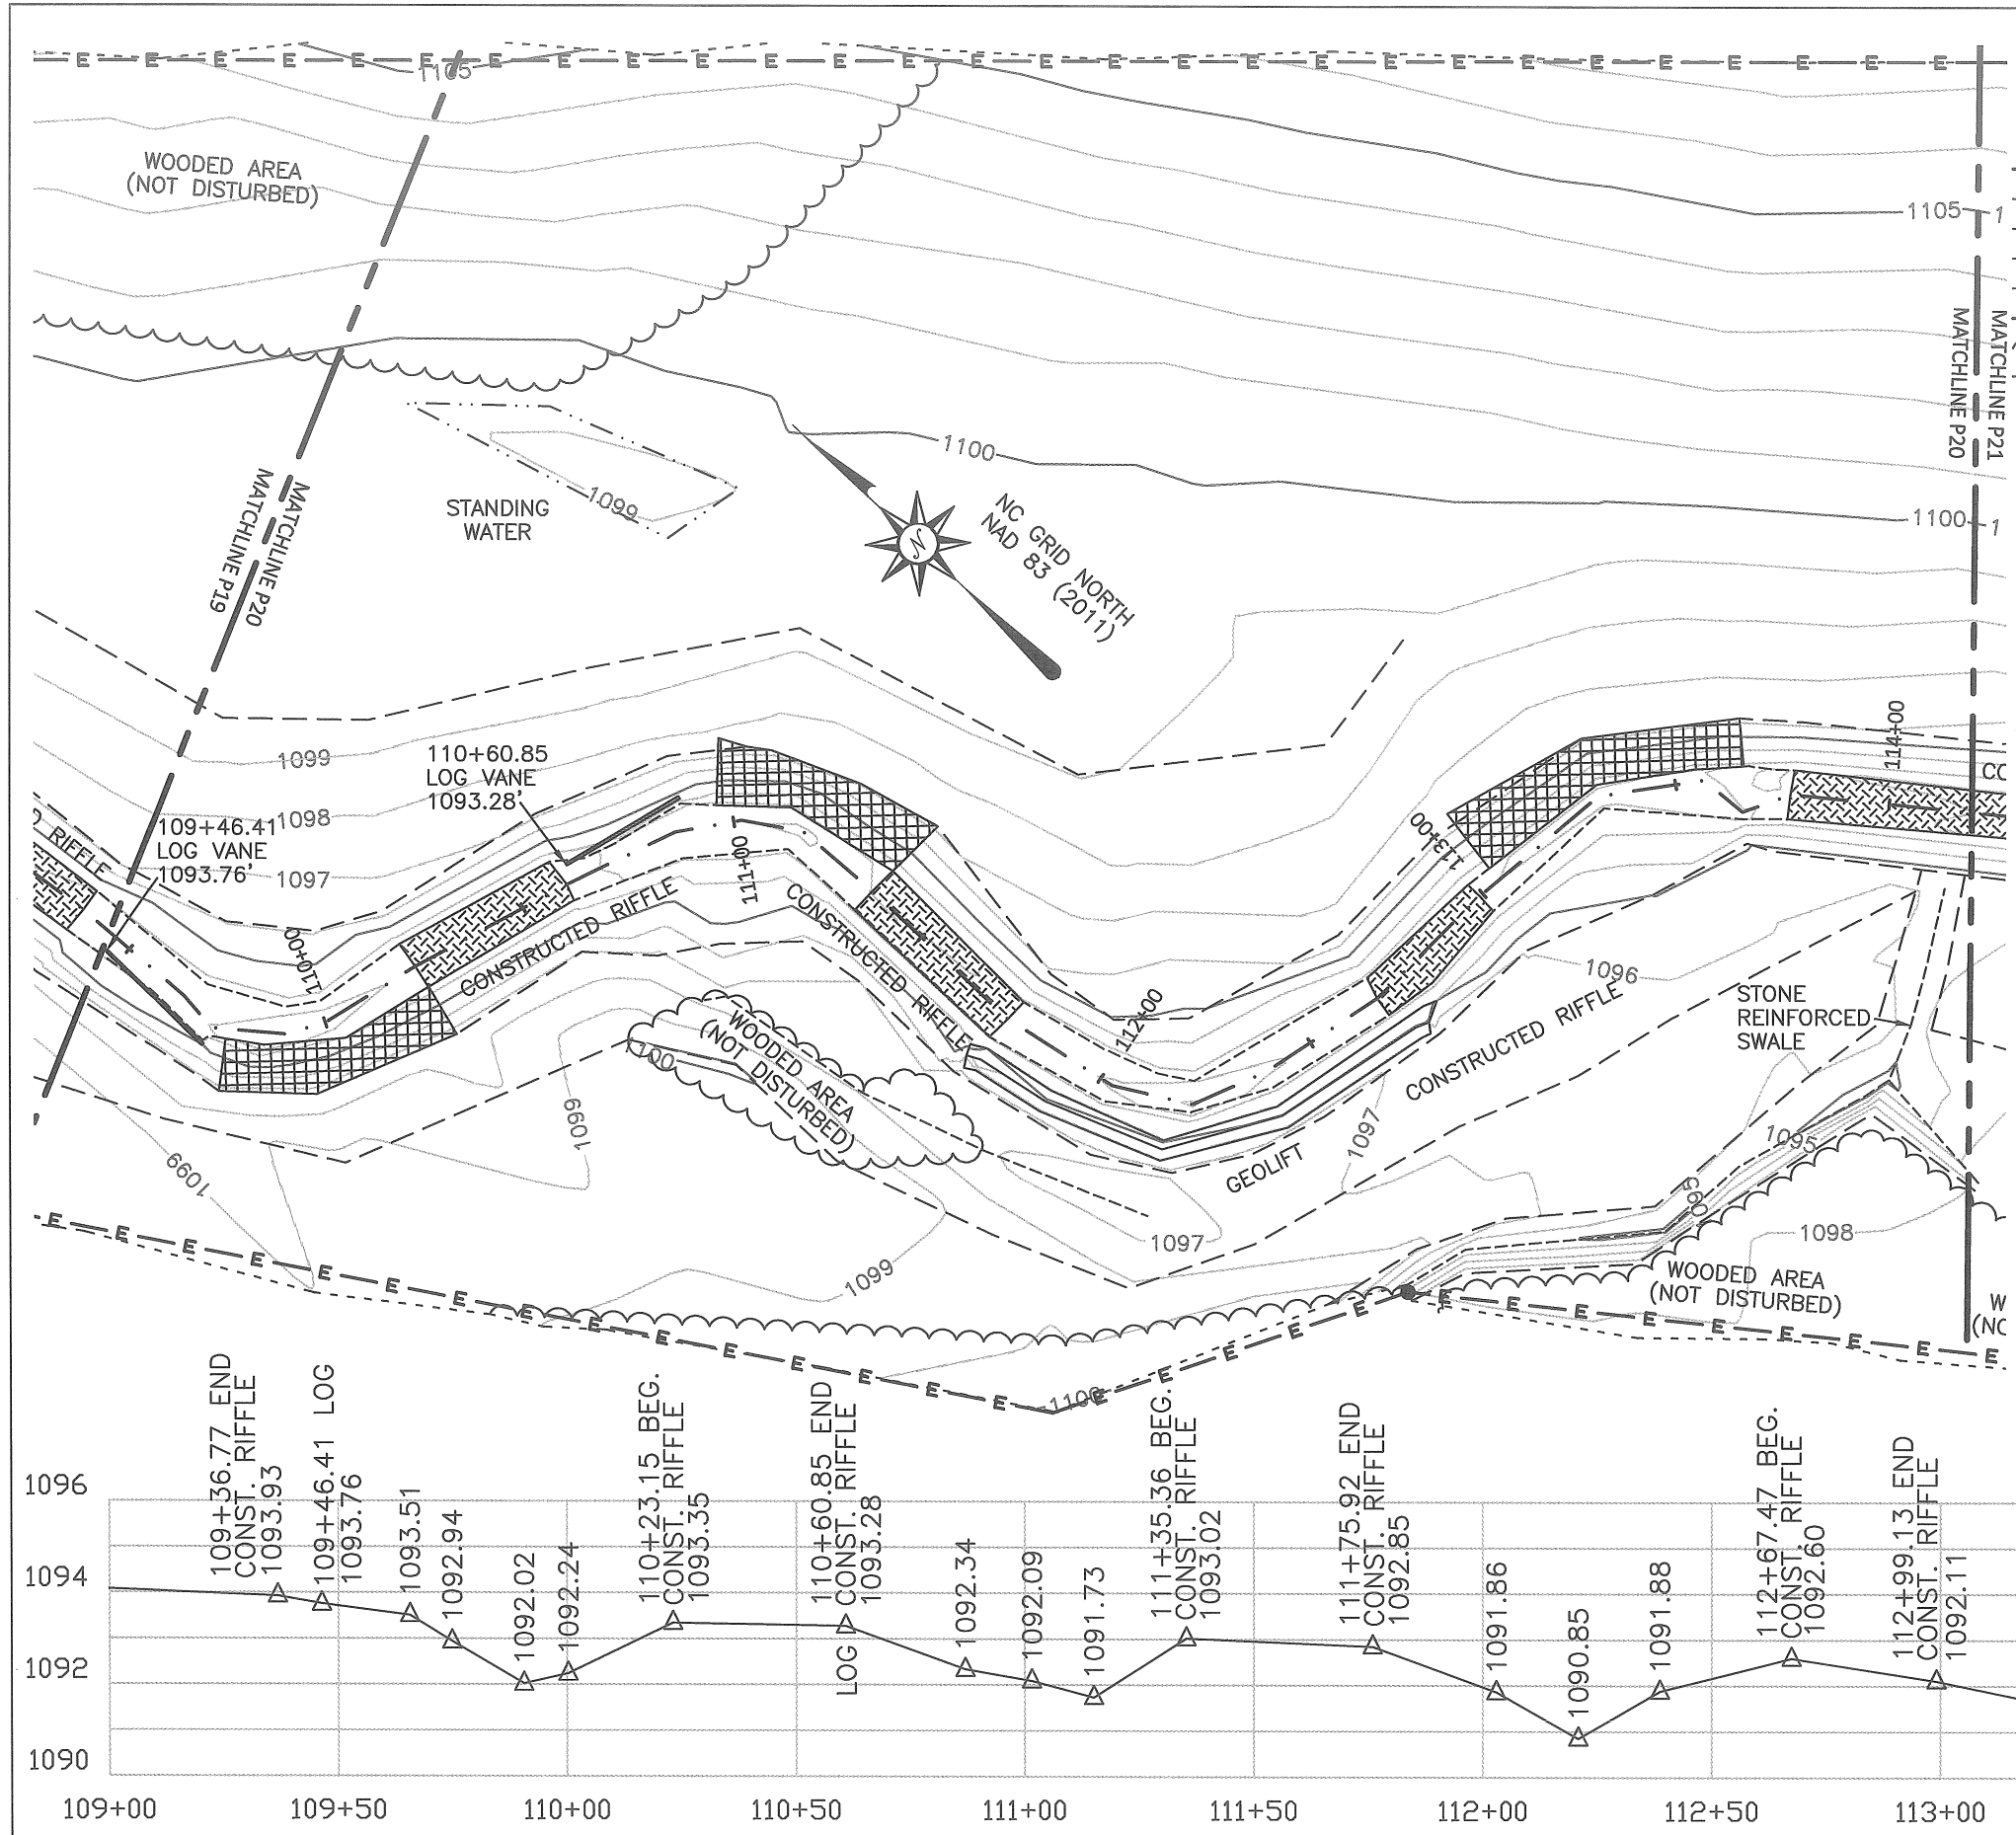 E E E E E E E E E E E E E E E E E E E E E E E E E E E E
1105
WOODED AREA
(NOT DISTURBED)
1105
1
MATCHLINE P20
MATCHLINE P21
1100
1099
STANDING
WATER
N
NC GRID NORTH
NAD 83 (2011)
1100
1
MATCHLINE P20
MATCHLINE P19
1099
1098
1097
110+60.85
LOG VANE
1093.28'
109+46.41
LOG VANE
1093.76'
RIFFLE
110+00
CONSTRUCTED RIFFLE
111+00
CONSTRUCTED RIFFLE
112+00
113+00
114+00
CO
1096
CONSTRUCTED RIFFLE
STONE
REINFORCED
SWALE
WOODED AREA
(NOT DISTURBED)
1100
1099
1099
1097
GEOLIFT
1097
1099
1095
1098
WOODED AREA
(NOT DISTURBED)
W
(NO
1100
E E E E E E E E E E E E E E E E E E E E E E E E E E E E E
109+36.77 END
CONST. RIFFLE
1093.93
109+46.41 LOG
1093.76
1093.51
1092.94
1092.02
1092.24
110+23.15 BEG.
CONST. RIFFLE
1093.35
110+60.85 END
CONST. RIFFLE
1093.28
LOG
1092.34
1092.09
1091.73
111+35.36 BEG.
CONST. RIFFLE
1093.02
111+75.92 END
CONST. RIFFLE
1092.85
1091.86
1090.85
1091.88
112+67.47 BEG.
CONST. RIFFLE
1092.60
112+99.13 END
CONST. RIFFLE
1092.11
1096
1094
1092
1090
109+00 109+50 110+00 110+50 111+00 111+50 112+00 112+50 113+00